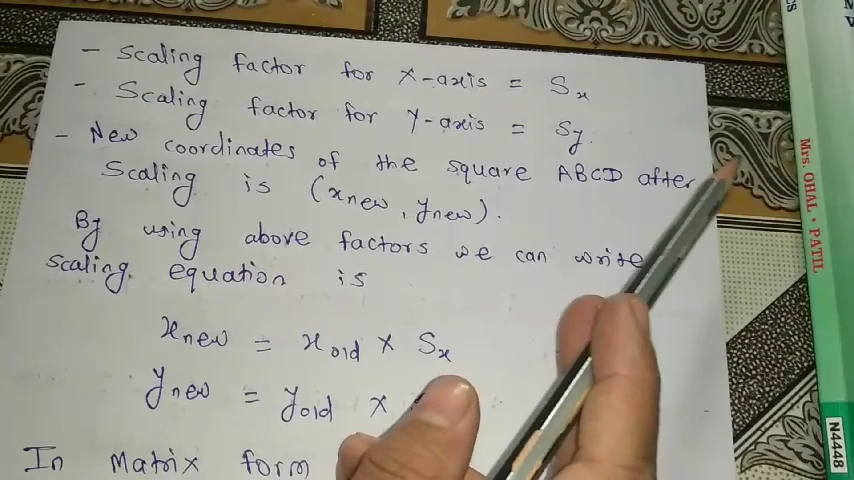 - Scaling factor for X-axis = Sx
- Scaling factor for Y-axis = Sy.
- New coordinates of the square ABCD after
Scaling is (xnew, ynew).
By using above factors we can write
scaling equation is
xnew = xold × Sx
ynew = yold ×
In Matrix form
Mrs. OHAL • PATIL
N4448